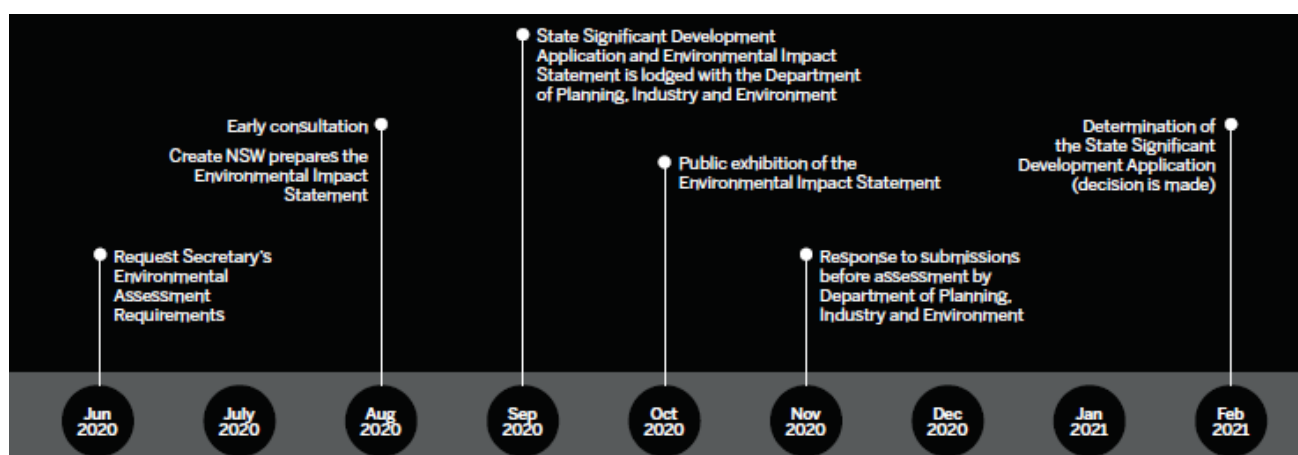 State Significant Development
Application and Environmental Impact
Statement is lodged with the Department
of Planning, Industry and Environment
Early consultation
Create NSW prepares the
Environmental Impact
Statement
Public exhibition of the
Environmental Impact Statement
Determination of
the State Significant
Development Application
(decision is made)
Request Secretary's
Environmental
Assessment
Requirements
Response to submissions
before assessment by
Department of Planning,
Industry and Environment
Jun
2020
July
2020
Aug
2020
Sep
2020
Oct
2020
Nov
2020
Dec
2020
Jan
2021
Feb
2021